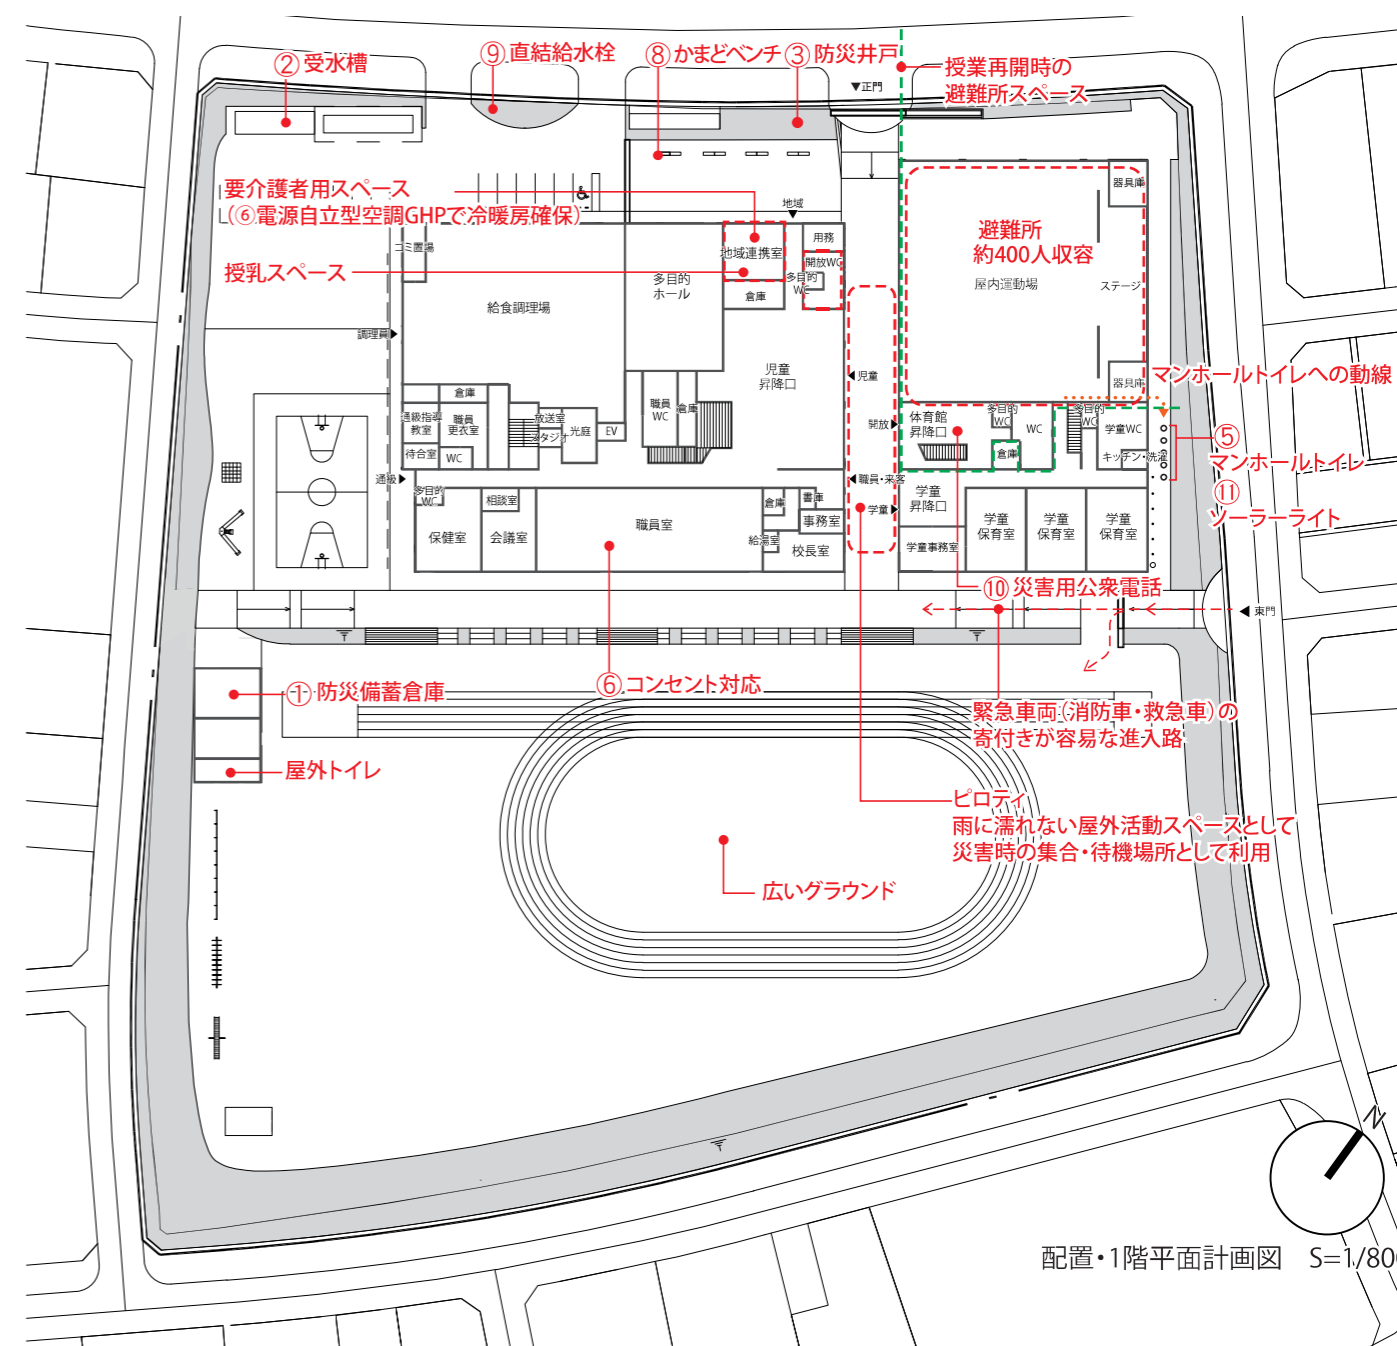 ② 受水槽
⑨ 直結給水栓
⑧ かまどベンチ
③ 防災井戸
▼正門
授業再開時の
避難所スペース
要介護者用スペース
(⑥電源自立型空調GHPで冷暖房確保)
授乳スペース
地域
▼
用務
地域連携室
開放WC
多目的
WC
倉庫
ゴミ置場
給食調理場
多目的
ホール
調理員▶
児童
昇降口
避難所
約400人収容
屋内運動場
ステージ
器具庫
器具庫
◀児童
開放▶
◀職員・来客
学童▶
マンホールトイレへの動線
⑤
マンホールトイレ
⑪
ソーラーライト
倉庫
通級指導
教室
職員
更衣室
待合室
WC
放送室
スタジオ
光庭
EV
職員
WC
倉庫
体育館
昇降口
多目的
WC
WC
倉庫
多目的
WC
学童WC
キッチン・洗濯
通級▶
多目的
WC
相談室
保健室
会議室
職員室
倉庫
書庫
事務室
給湯室
校長室
学童
昇降口
学童事務室
学童
保育室
学童
保育室
学童
保育室
⑩ 災害用公衆電話
◀ 東門
① 防災備蓄倉庫
⑥ コンセント対応
屋外トイレ
緊急車両(消防車・救急車)の
寄付きが容易な進入路
ピロティ
雨に濡れない屋外活動スペースとして
災害時の集合・待機場所として利用
広いグラウンド
N
配置・1階平面計画図 S=1/80